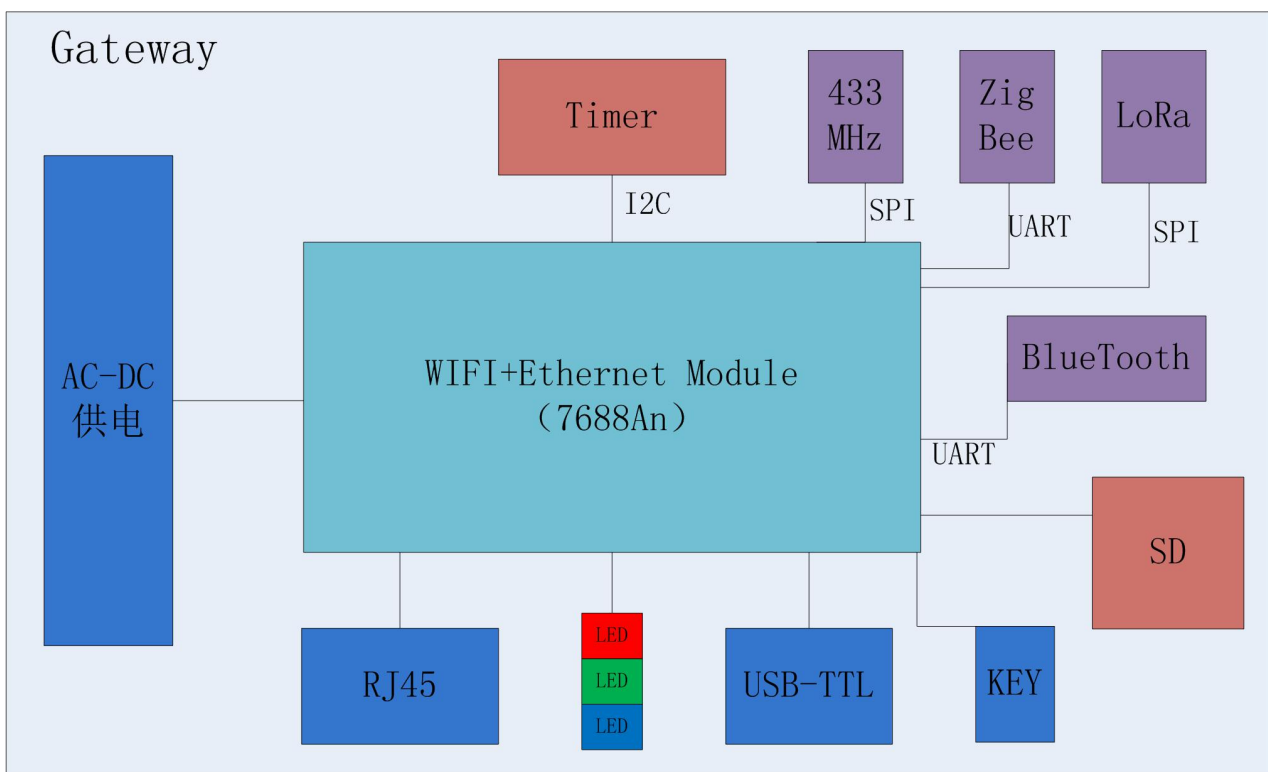 Gateway
Timer
433
MHz
Zig
Bee
LoRa
I2C
SPI
UART
SPI
AC-DC
供电
WIFI+Ethernet Module
（7688An）
BlueTooth
UART
SD
RJ45
LED
LED
LED
USB-TTL
KEY